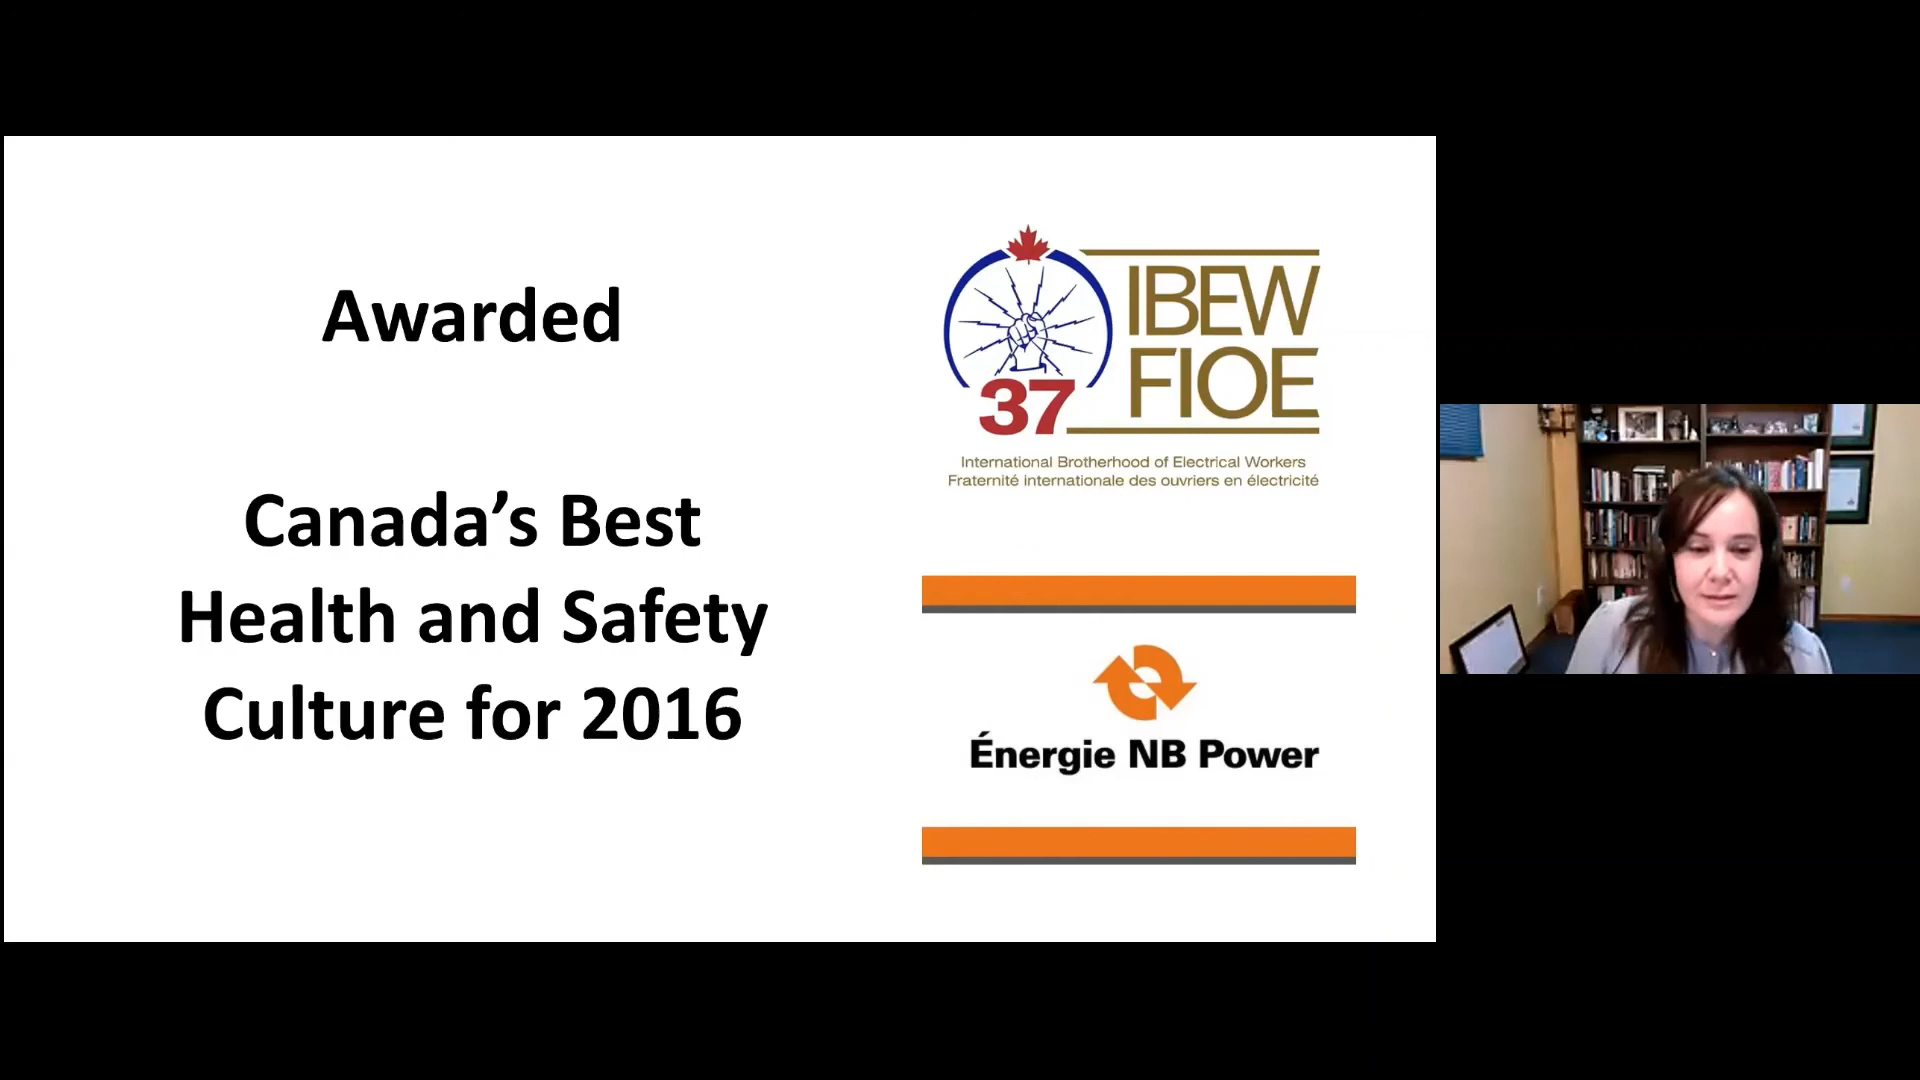 Awarded
Canada’s Best
Health and Safety
Culture for 2016
IBEW
FIOE
37
International Brotherhood of Electrical Workers
Fraternité internationale des ouvriers en électricité
Énergie NB Power